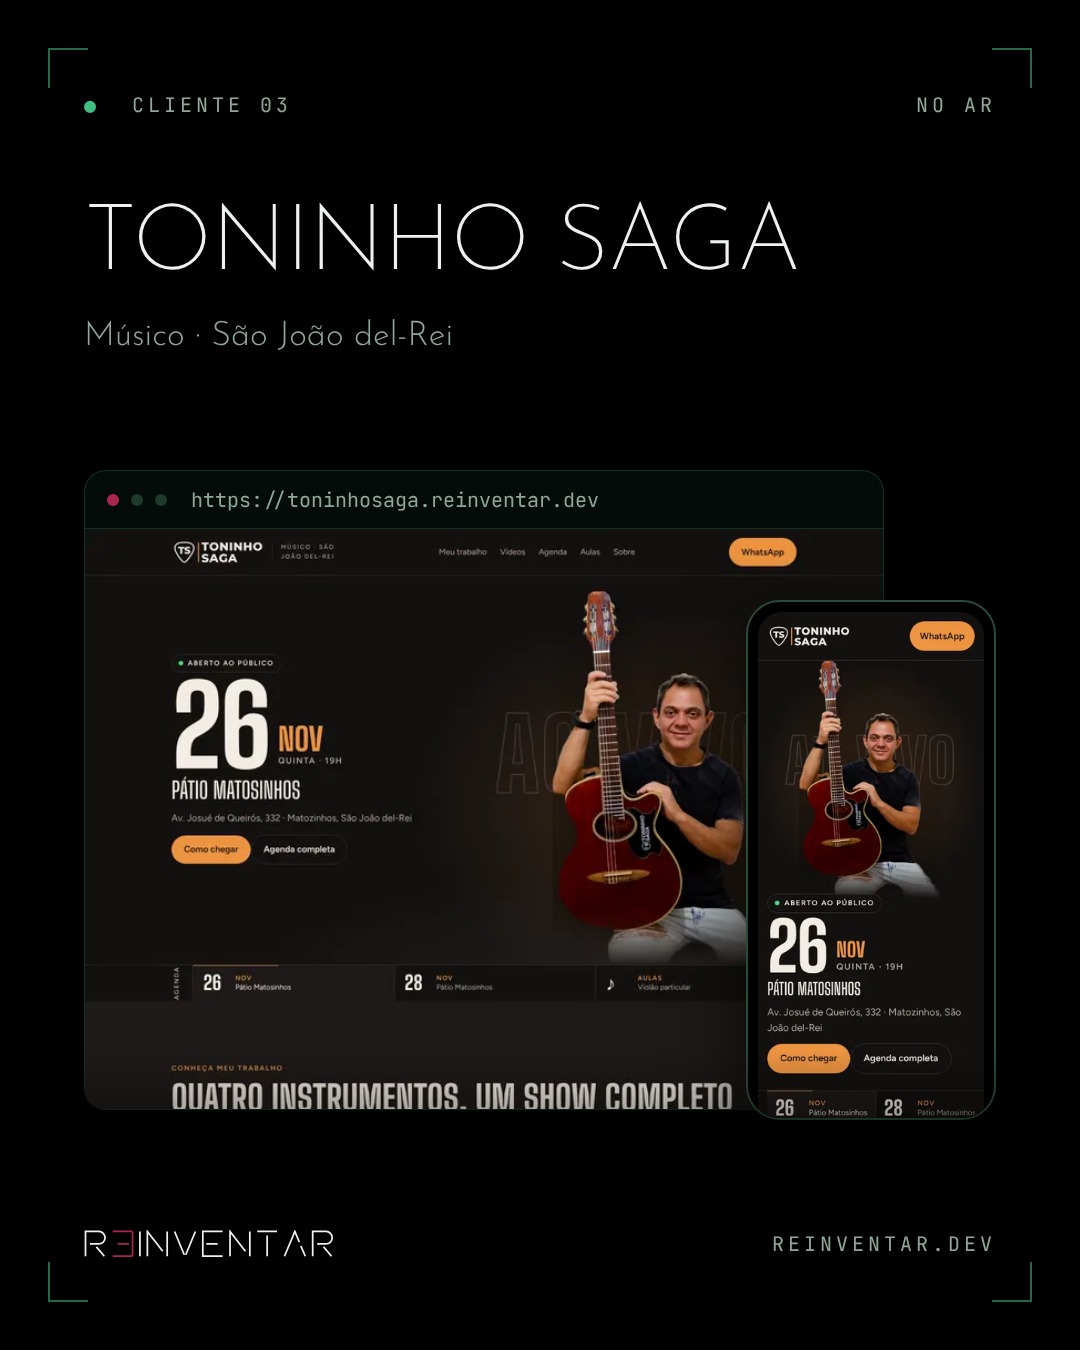 CLIENTE 03
NO AR
TONINHO SAGA
Músico · São João del-Rei
https://toninhosaga.reinventar.dev
TS TONINHO SAGA
MÚSICO · SÃO JOÃO DEL-REI
Meu trabalho Vídeos Agenda Aulas Sobre
WhatsApp
ABERTO AO PÚBLICO
26 NOV
QUINTA · 19H
PÁTIO MATOSINHOS
Av. Josué de Queirós, 332 · Matozinhos, São João del-Rei
Como chegar
Agenda completa
AGENDA
26 NOV
Pátio Matosinhos
28 NOV
Pátio Matosinhos
AULAS
Violão particular
CONHEÇA MEU TRABALHO
QUATRO INSTRUMENTOS. UM SHOW COMPLETO
TS TONINHO SAGA
WhatsApp
ABERTO AO PÚBLICO
26 NOV
QUINTA · 19H
PÁTIO MATOSINHOS
Av. Josué de Queirós, 332 · Matozinhos, São
João del-Rei
Como chegar
Agenda completa
26 NOV
Pátio Matosinhos
28 NOV
Pátio Matosinhos
REINVENTAR
REINVENTAR.DEV